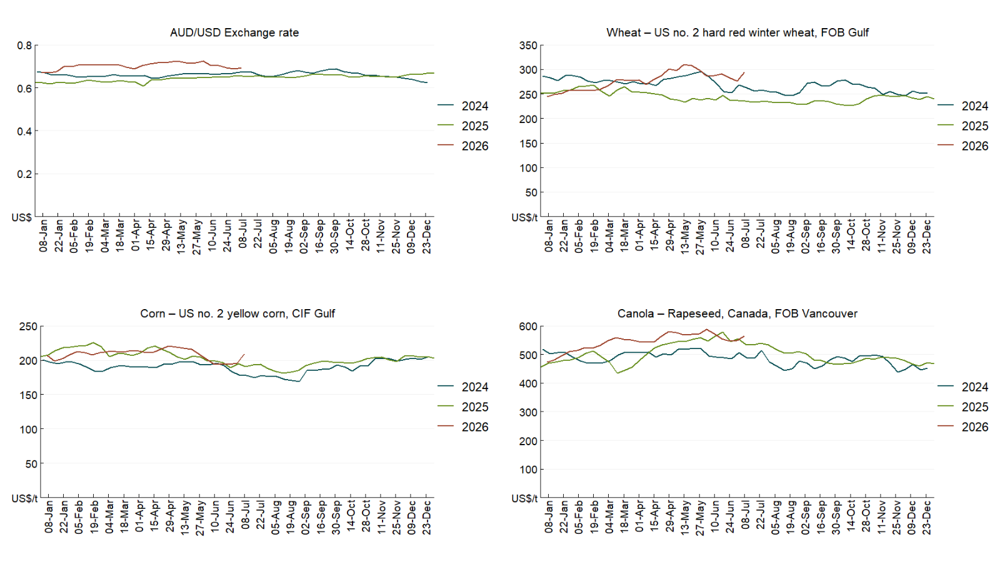 AUD/USD Exchange rate
0.8
0.6
0.4
0.2
US$
08-Jan
22-Jan
05-Feb
19-Feb
04-Mar
18-Mar
01-Apr
15-Apr
29-Apr
13-May
27-May
10-Jun
24-Jun
08-Jul
22-Jul
05-Aug
19-Aug
02-Sep
16-Sep
30-Sep
14-Oct
28-Oct
11-Nov
25-Nov
09-Dec
23-Dec
2024
2025
2026
Wheat – US no. 2 hard red winter wheat, FOB Gulf
350
300
250
200
150
100
50
US$/t
08-Jan
22-Jan
05-Feb
19-Feb
04-Mar
18-Mar
01-Apr
15-Apr
29-Apr
13-May
27-May
10-Jun
24-Jun
08-Jul
22-Jul
05-Aug
19-Aug
02-Sep
16-Sep
30-Sep
14-Oct
28-Oct
11-Nov
25-Nov
09-Dec
23-Dec
2024
2025
2026
Corn – US no. 2 yellow corn, CIF Gulf
250
200
150
100
50
US$/t
08-Jan
22-Jan
05-Feb
19-Feb
04-Mar
18-Mar
01-Apr
15-Apr
29-Apr
13-May
27-May
10-Jun
24-Jun
08-Jul
22-Jul
05-Aug
19-Aug
02-Sep
16-Sep
30-Sep
14-Oct
28-Oct
11-Nov
25-Nov
09-Dec
23-Dec
2024
2025
2026
Canola – Rapeseed, Canada, FOB Vancouver
600
500
400
300
200
100
US$/t
08-Jan
22-Jan
05-Feb
19-Feb
04-Mar
18-Mar
01-Apr
15-Apr
29-Apr
13-May
27-May
10-Jun
24-Jun
08-Jul
22-Jul
05-Aug
19-Aug
02-Sep
16-Sep
30-Sep
14-Oct
28-Oct
11-Nov
25-Nov
09-Dec
23-Dec
2024
2025
2026